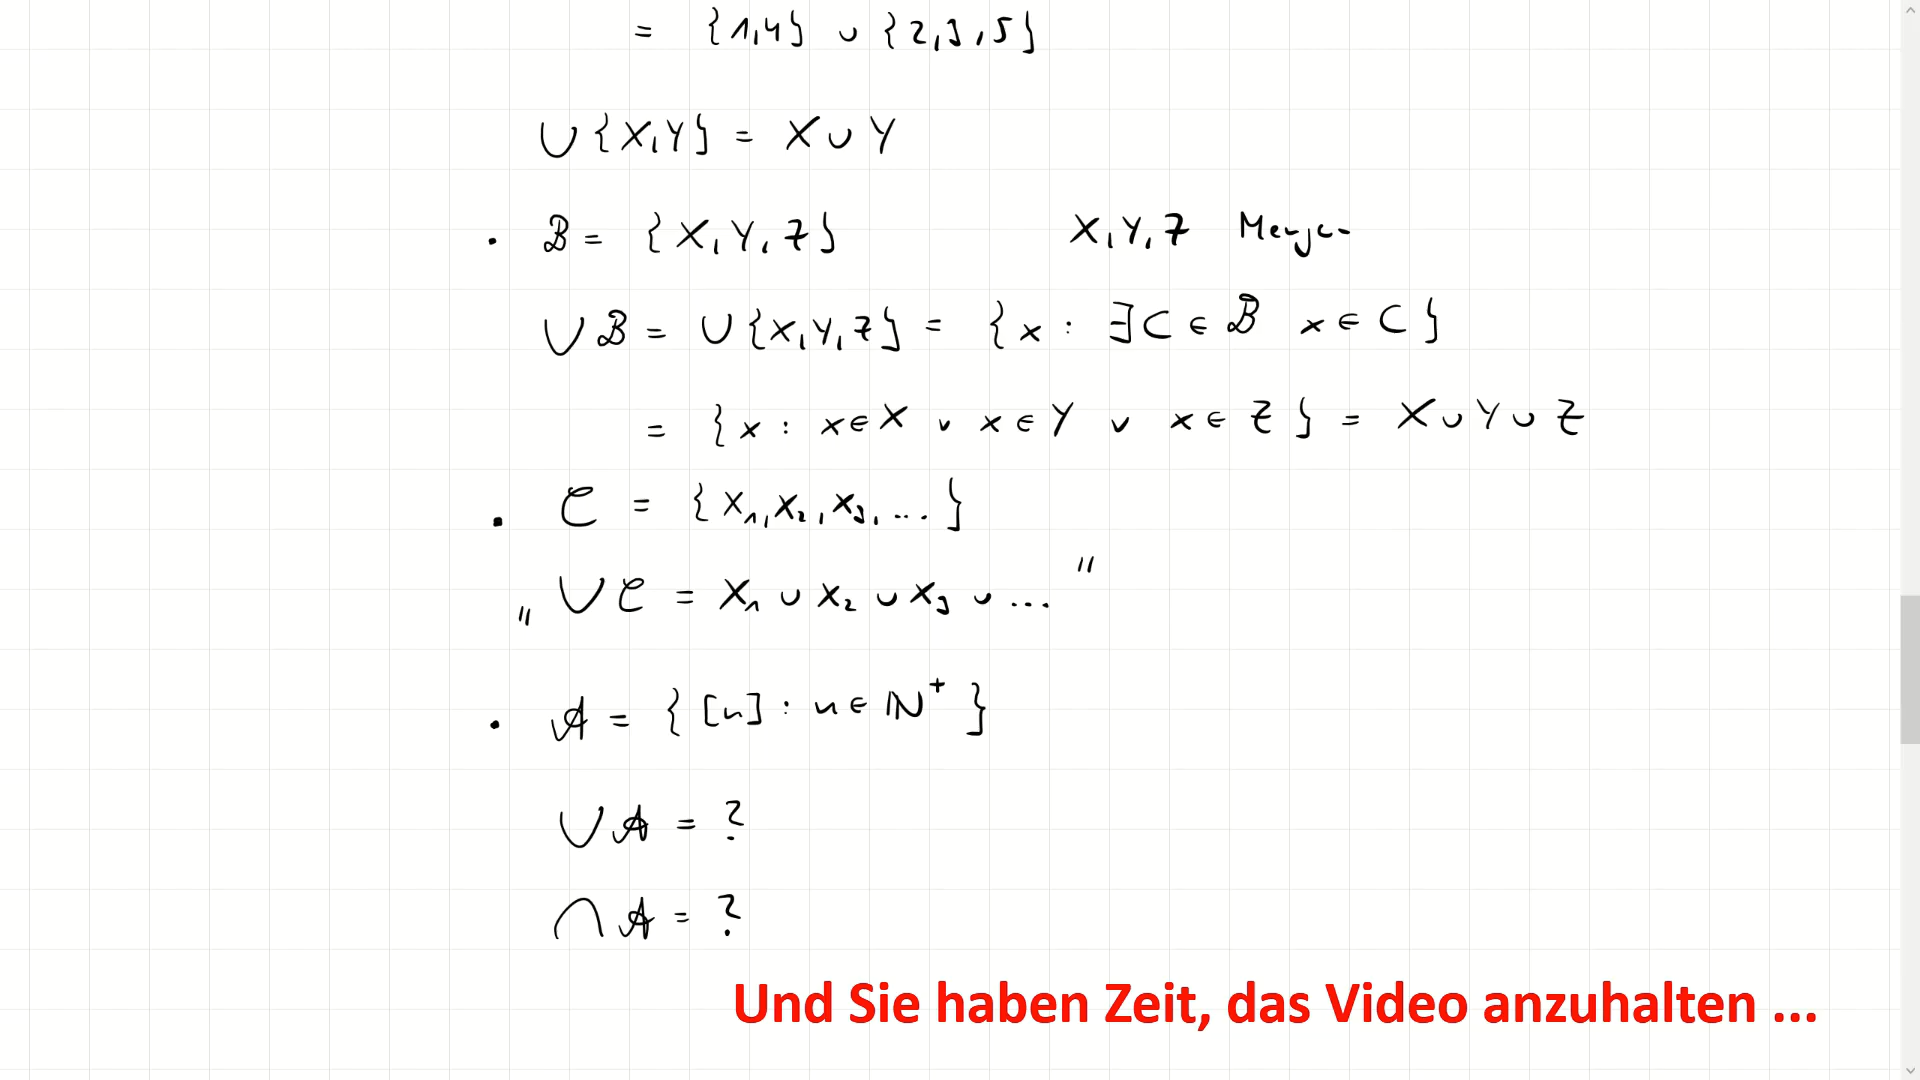 = {1,4} ∪ {2,3,5}
∪{X,Y} = X∪Y
• ℬ = {X,Y,Z} X,Y,Z Mengen
∪ℬ = ∪{X,Y,Z} = {x : ∃C ∈ ℬ x ∈ C}
= {x : x∈X ∨ x∈Y ∨ x∈Z} = X∪Y∪Z
• 𝒞 = {X₁,X₂,X₃,...}
„∪𝒞 = X₁ ∪ X₂ ∪ X₃ ∪ ..."
• 𝒜 = {[n] : n∈ℕ⁺}
∪𝒜 = ?
∩𝒜 = ?
Und Sie haben Zeit, das Video anzuhalten ...